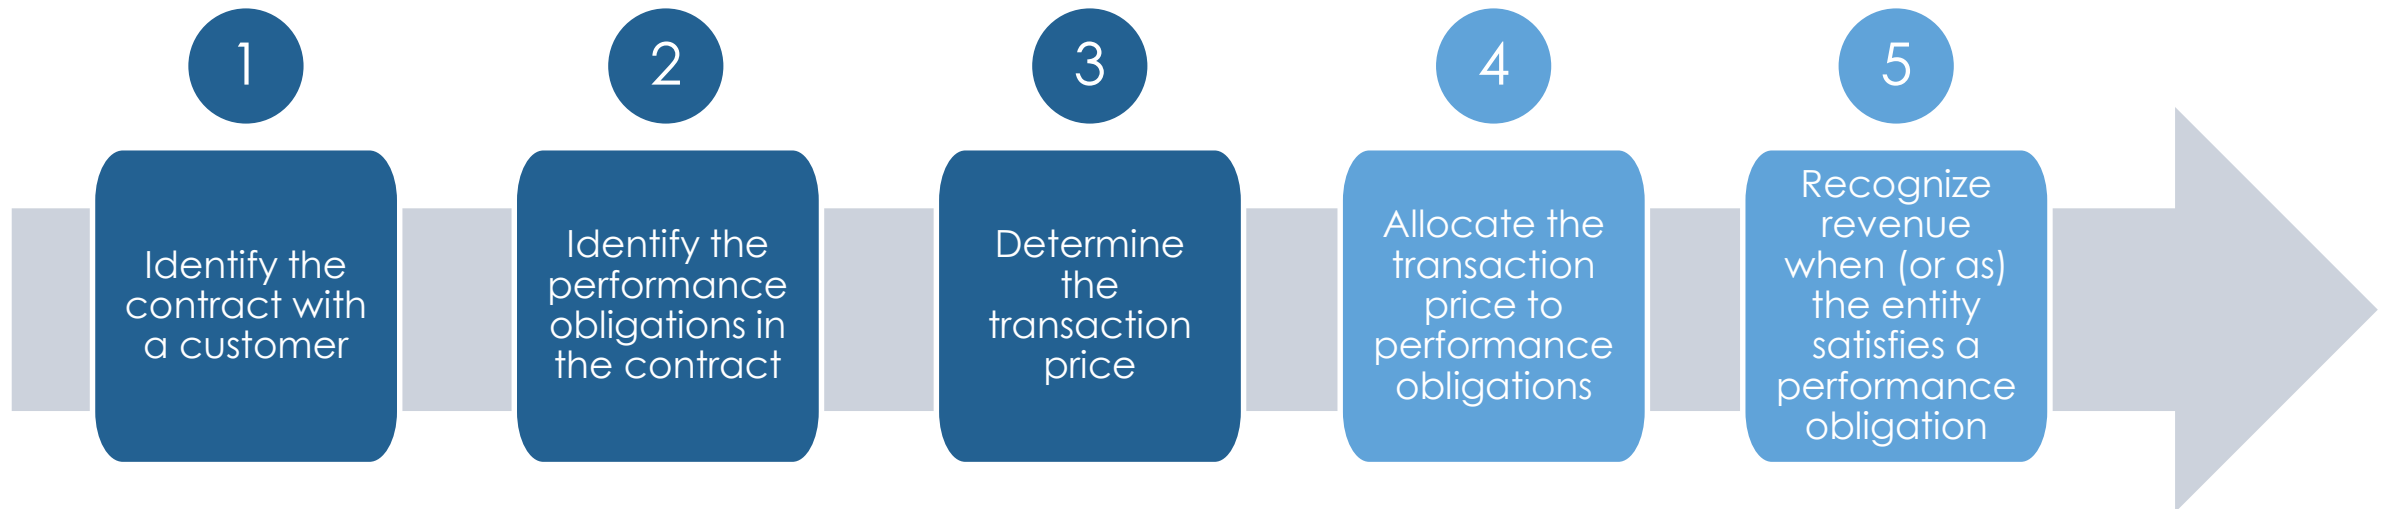 1
Identify the
contract with
a customer
2
Identify the
performance
obligations in
the contract
3
Determine
the
transaction
price
4
Allocate the
transaction
price to
performance
obligations
5
Recognize
revenue
when (or as)
the entity
satisfies a
performance
obligation